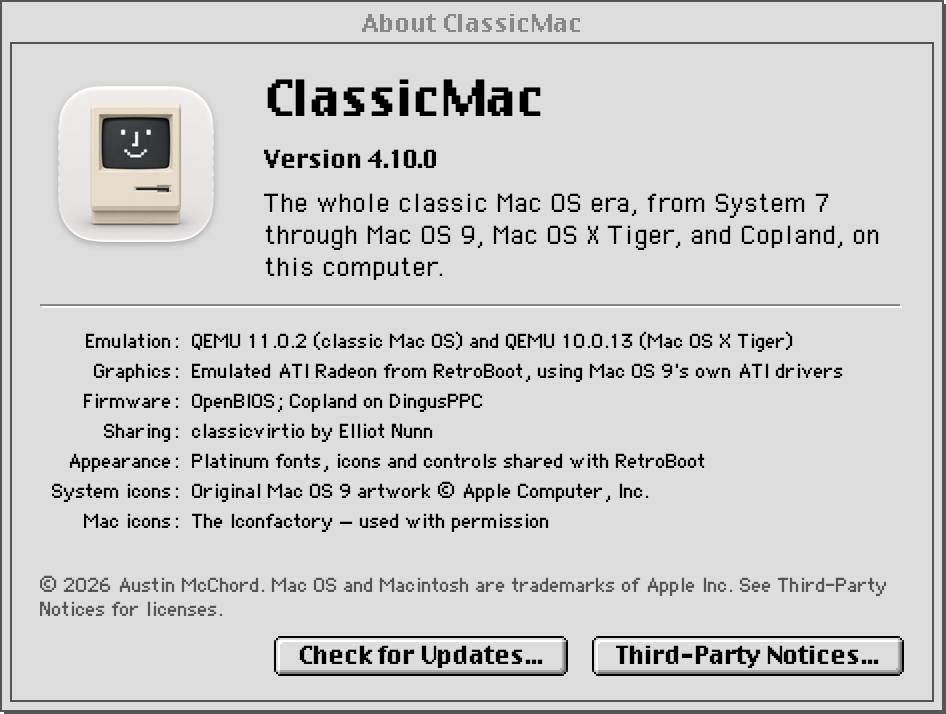 About ClassicMac
ClassicMac
Version 4.10.0
The whole classic Mac OS era, from System 7
through Mac OS 9, Mac OS X Tiger, and Copland, on
this computer.
Emulation: QEMU 11.0.2 (classic Mac OS) and QEMU 10.0.13 (Mac OS X Tiger)
Graphics: Emulated ATI Radeon from RetroBoot, using Mac OS 9's own ATI drivers
Firmware: OpenBIOS; Copland on DingusPPC
Sharing: classicvirtio by Elliot Nunn
Appearance: Platinum fonts, icons and controls shared with RetroBoot
System icons: Original Mac OS 9 artwork © Apple Computer, Inc.
Mac icons: The Iconfactory – used with permission
© 2026 Austin McChord. Mac OS and Macintosh are trademarks of Apple Inc. See Third-Party
Notices for licenses.
Check for Updates...
Third-Party Notices...